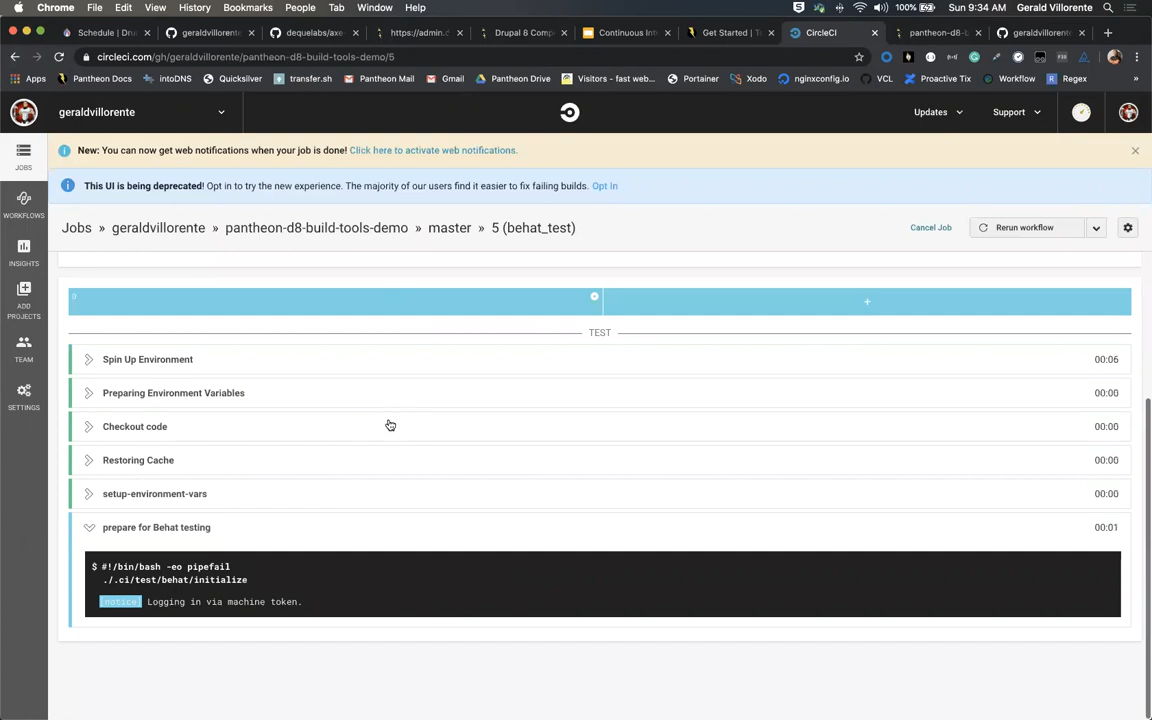 Chrome File Edit View History Bookmarks People Tab Window Help 100% Sun 9:34 AM Gerald Villorente
Schedule | Dru geraldvillorente dequelabs/axe- https://admin.c Drupal 8 Comp Continuous Int Get Started | T CircleCI pantheon-d8-b geraldvillorente
circleci.com/gh/geraldvillorente/pantheon-d8-build-tools-demo/5
Apps Pantheon Docs intoDNS Quicksilver transfer.sh Pantheon Mail Gmail Pantheon Drive Visitors - fast web... Portainer Xodo nginxconfig.io VCL Proactive Tix Workflow Regex »
geraldvillorente Updates Support
JOBS
WORKFLOWS
INSIGHTS
ADD
PROJECTS
TEAM
SETTINGS
New: You can now get web notifications when your job is done! Click here to activate web notifications.
This UI is being deprecated! Opt in to try the new experience. The majority of our users find it easier to fix failing builds. Opt In
Jobs » geraldvillorente » pantheon-d8-build-tools-demo » master » 5 (behat_test) Cancel Job Rerun workflow
0 +
TEST
Spin Up Environment 00:06
Preparing Environment Variables 00:00
Checkout code 00:00
Restoring Cache 00:00
setup-environment-vars 00:00
prepare for Behat testing 00:01
$ #!/bin/bash -eo pipefail
./.ci/test/behat/initialize
[notice] Logging in via machine token.